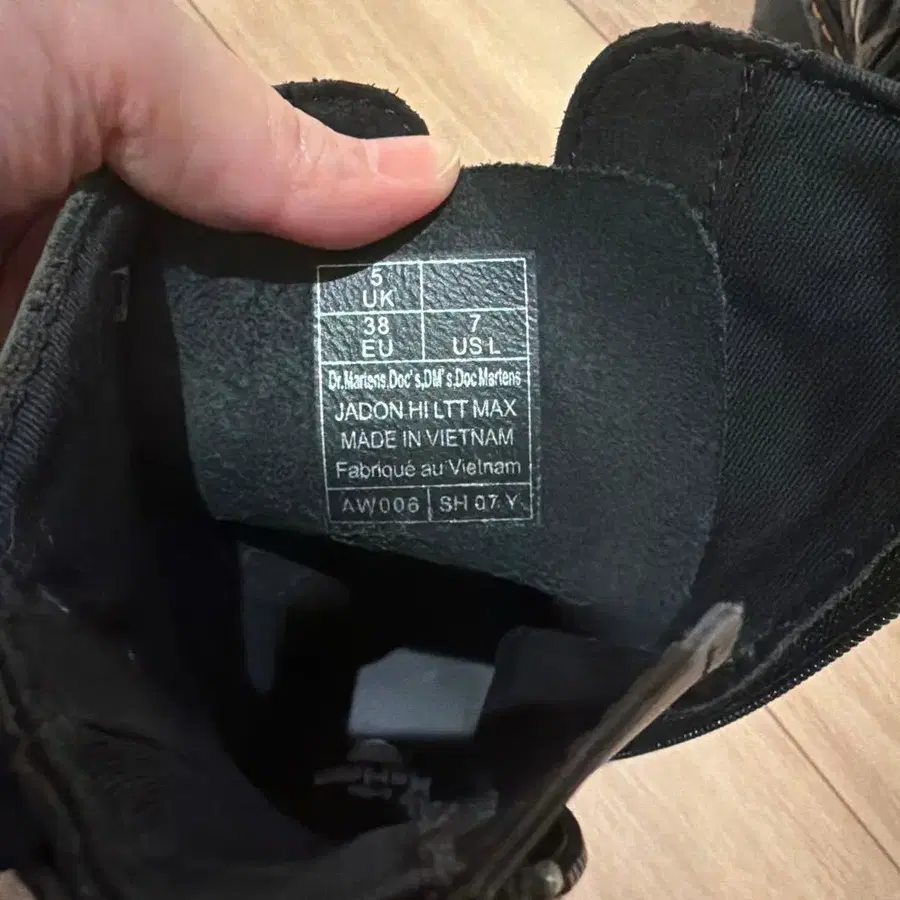 5
UK
38 7
EU US L
Dr.Martens.Doc's,DM's.Doc Martens
JADON HI LTT MAX
MADE IN VIETNAM
Fabriqué au Vietnam
AW006 SH 07 Y